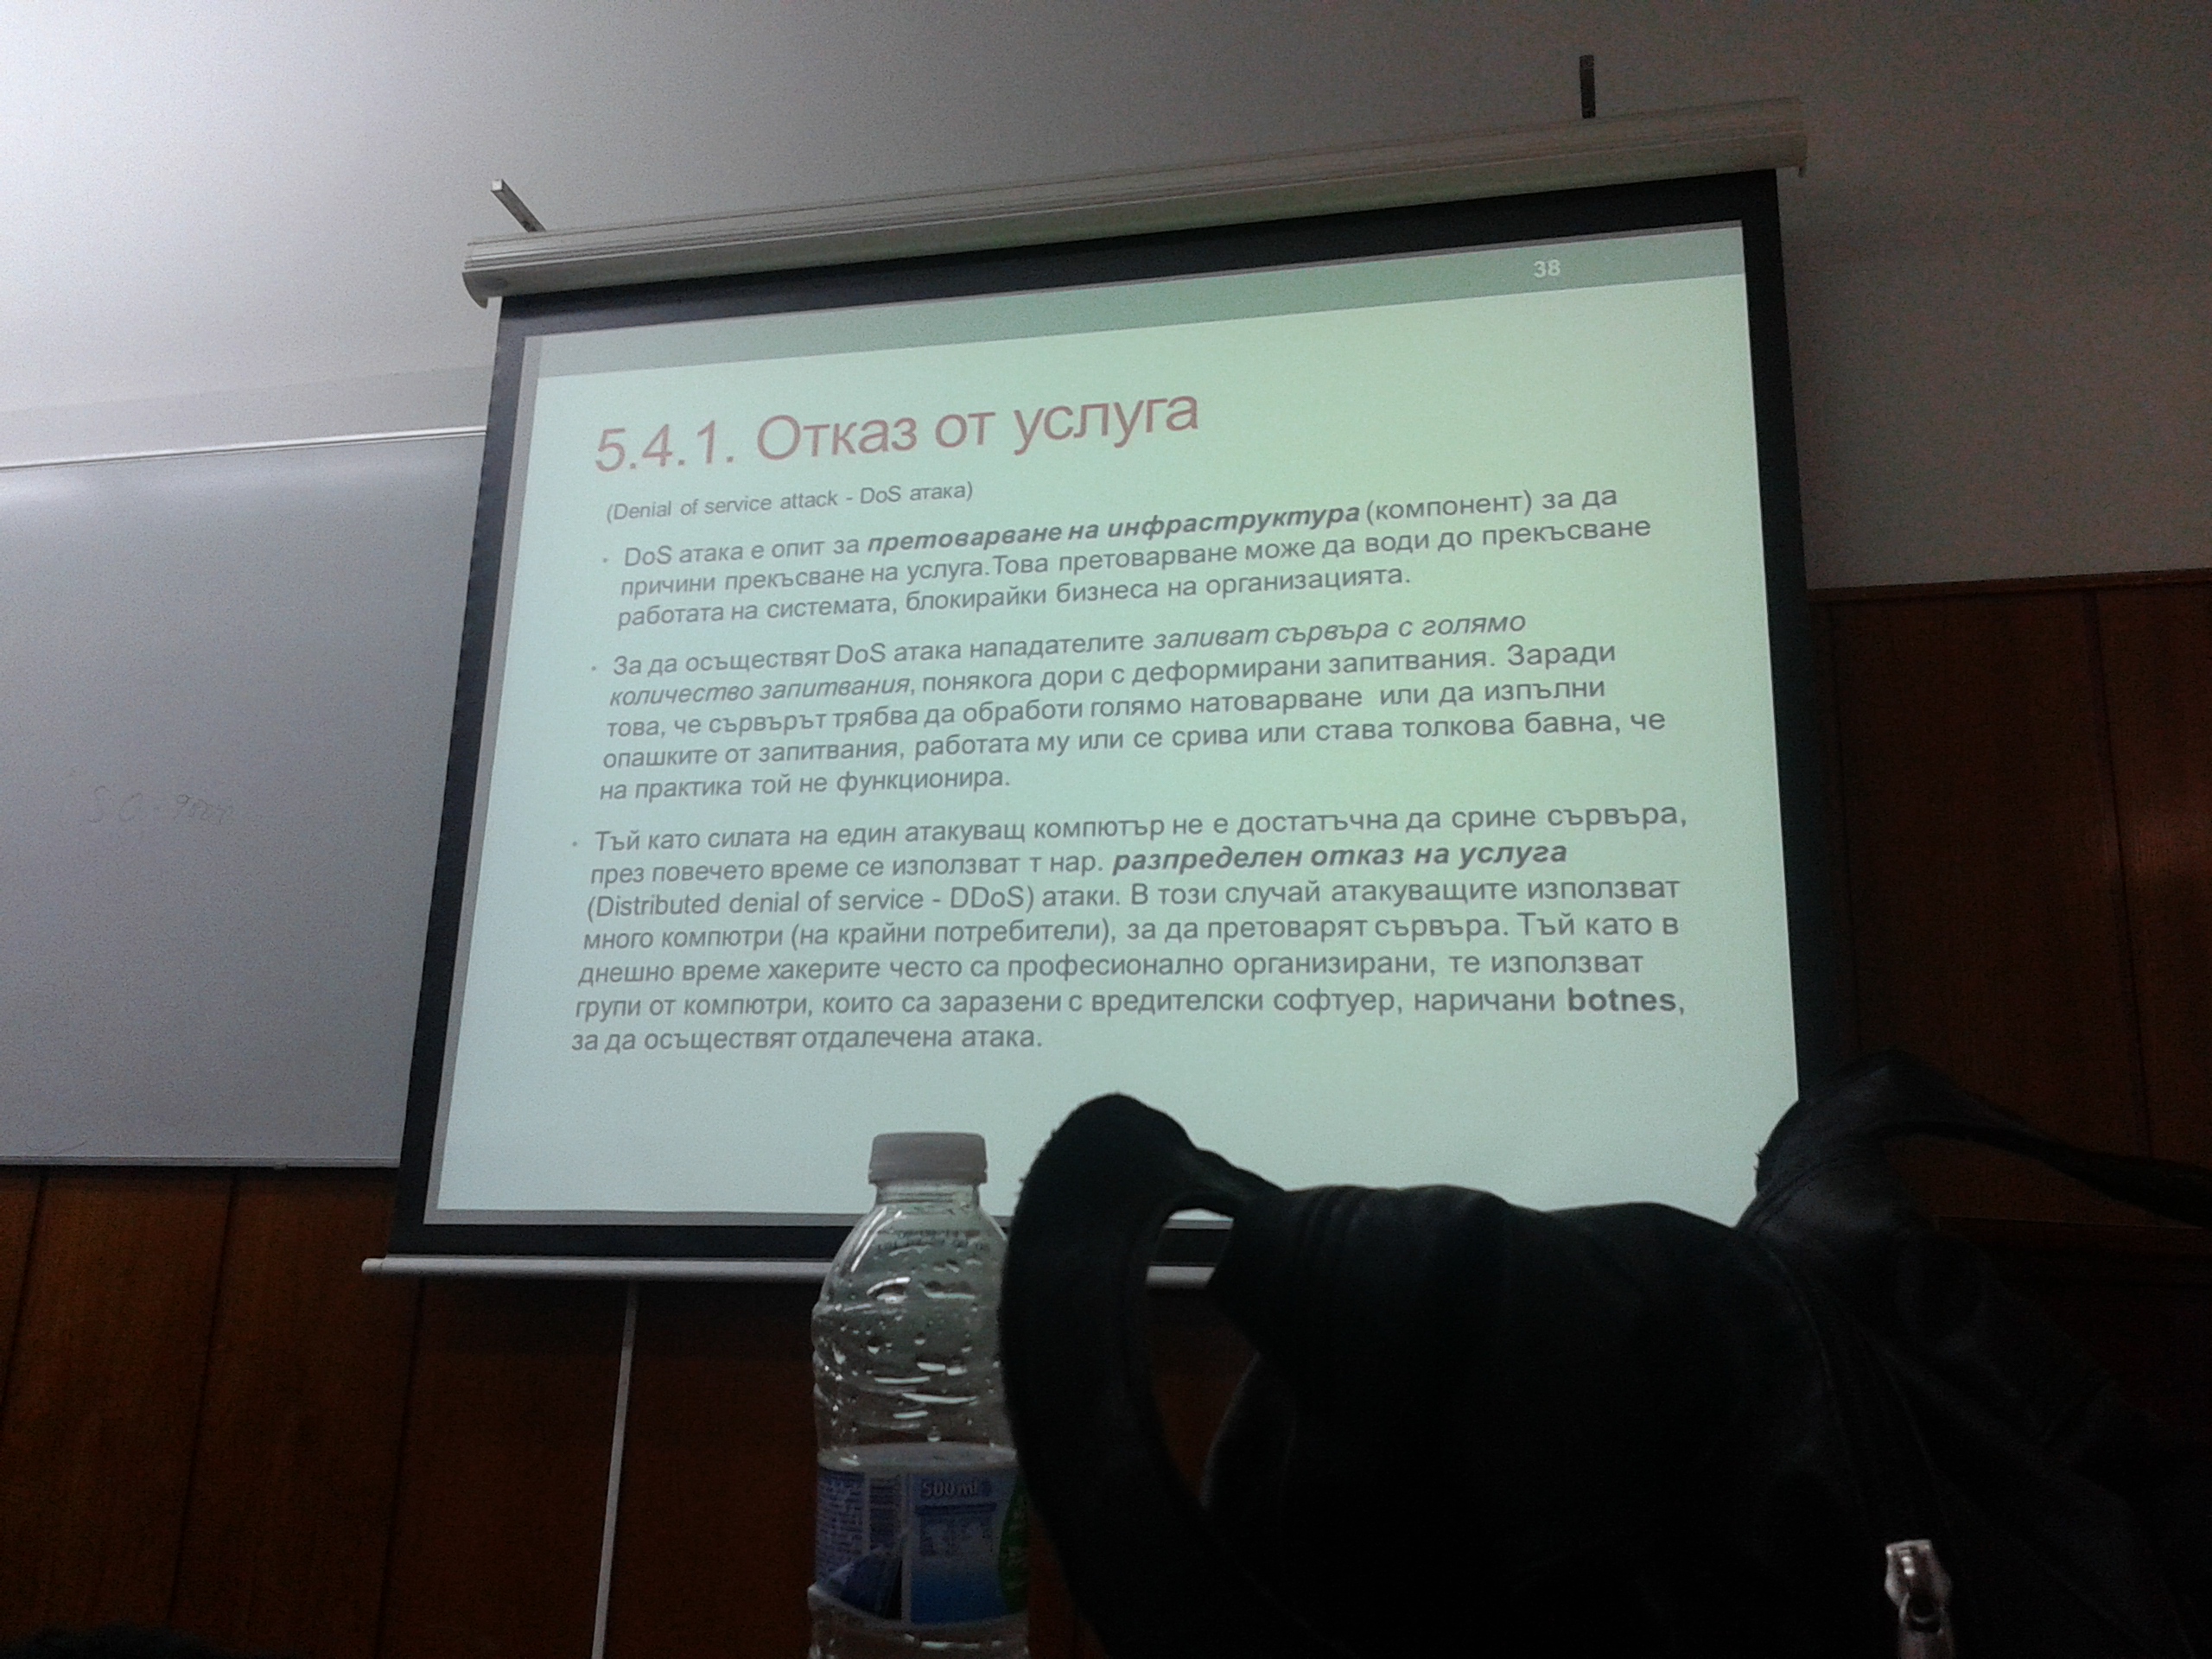 38
5.4.1. Отказ от услуга
(Denial of service attack - DoS атака)
• DoS атака е опит за претоварване на инфраструктура (компонент) за да
причини прекъсване на услуга.Това претоварване може да води до прекъсване
работата на системата, блокирайки бизнеса на организацията.
• За да осъществят DoS атака нападателите заливат сървъра с голямо
количество запитвания, понякога дори с деформирани запитвания. Заради
това, че сървърът трябва да обработи голямо натоварване или да изпълни
опашките от запитвания, работата му или се срива или става толкова бавна, че
на практика той не функционира.
• Тъй като силата на един атакуващ компютър не е достатъчна да срине сървъра,
през повечето време се използват т нар. разпределен отказ на услуга
(Distributed denial of service - DDoS) атаки. В този случай атакуващите използват
много компютри (на крайни потребители), за да претоварят сървъра. Тъй като в
днешно време хакерите често са професионално организирани, те използват
групи от компютри, които са заразени с вредителски софтуер, наричани botnes,
за да осъществят отдалечена атака.
500 ml